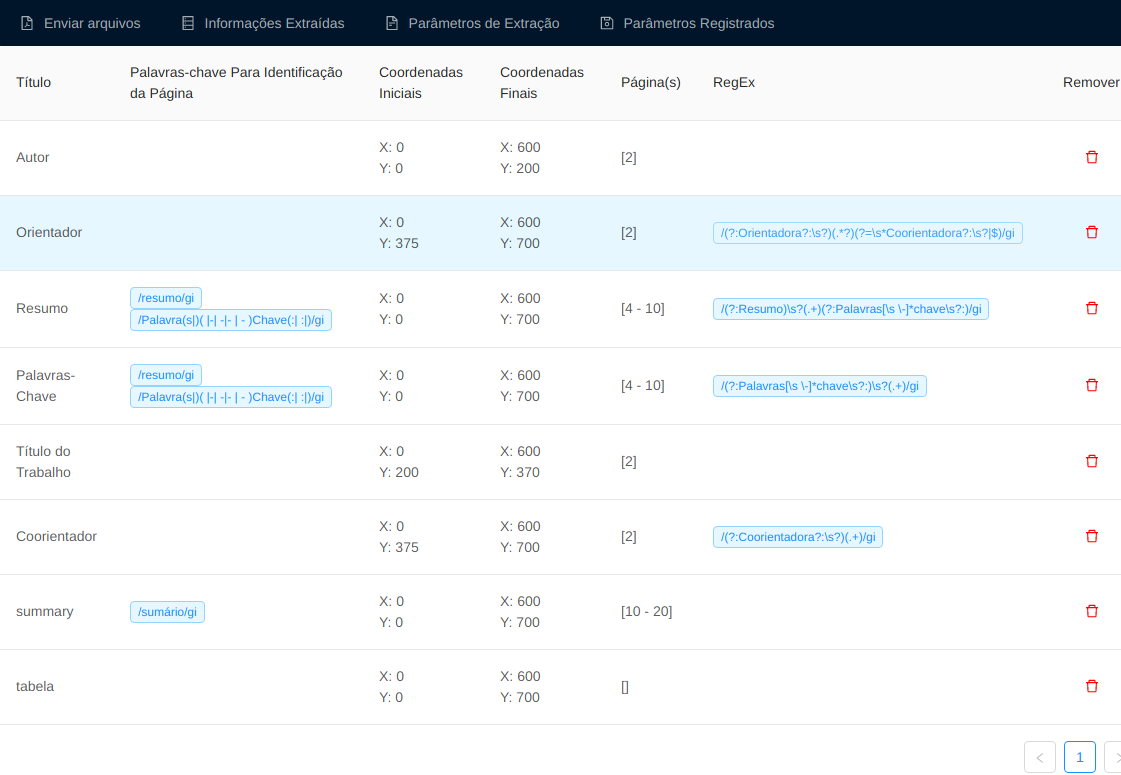 Enviar arquivos Informações Extraídas Parâmetros de Extração Parâmetros Registrados
Título Palavras-chave Para Identificação da Página Coordenadas Iniciais Coordenadas Finais Página(s) RegEx Remover
Autor X: 0 X: 600 [2]
Y: 0 Y: 200
Orientador X: 0 X: 600 [2] /(?:Orientadora?:\s?)(.*?)(?=\s*Coorientadora?:\s?|$)/gi
Y: 375 Y: 700
Resumo /resumo/gi X: 0 X: 600 [4 - 10] /(?:Resumo)\s?(.+)(?:Palavras[\s \-]*chave\s?:)/gi
/Palavra(s|)( |-| -|- | - )Chave(:| :|)/gi Y: 0 Y: 700
Palavras- /resumo/gi X: 0 X: 600 [4 - 10] /(?:Palavras[\s \-]*chave\s?:)\s?(.+)/gi
Chave /Palavra(s|)( |-| -|- | - )Chave(:| :|)/gi Y: 0 Y: 700
Título do X: 0 X: 600 [2]
Trabalho Y: 200 Y: 370
Coorientador X: 0 X: 600 [2] /(?:Coorientadora?:\s?)(.+)/gi
Y: 375 Y: 700
summary /sumário/gi X: 0 X: 600 [10 - 20]
Y: 0 Y: 700
tabela X: 0 X: 600 []
Y: 0 Y: 700
1